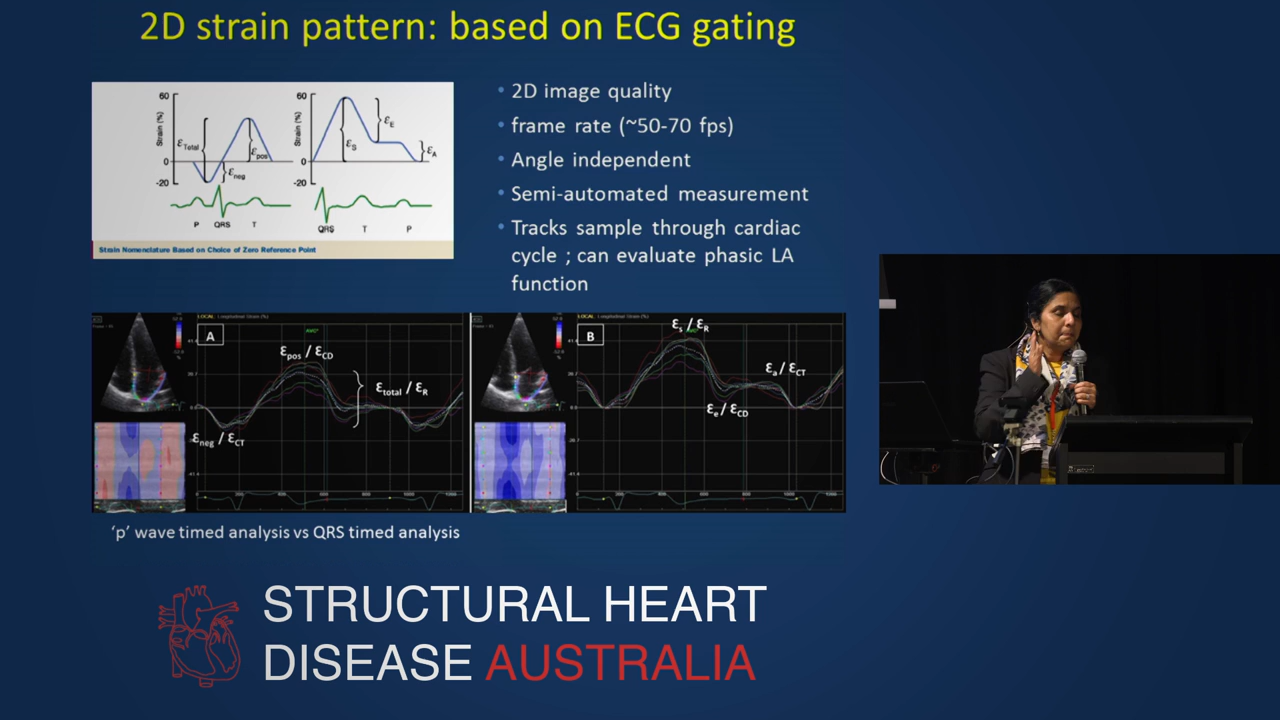 2D strain pattern: based on ECG gating
60
0
-20
Strain (%)
εTotal
εneg
εpos
P QRS T
60
0
-20
Strain (%)
εS
εE
εA
QRS T P
Strain Nomenclature Based on Choice of Zero Reference Point
• 2D image quality
• frame rate (~50-70 fps)
• Angle independent
• Semi-automated measurement
• Tracks sample through cardiac
cycle ; can evaluate phasic LA
function
A
AVC
εpos / εCD
εtotal / εR
εneg / εCT
B
εs / εR
εa / εCT
εe / εCD
'p' wave timed analysis vs QRS timed analysis
STRUCTURAL HEART
DISEASE AUSTRALIA